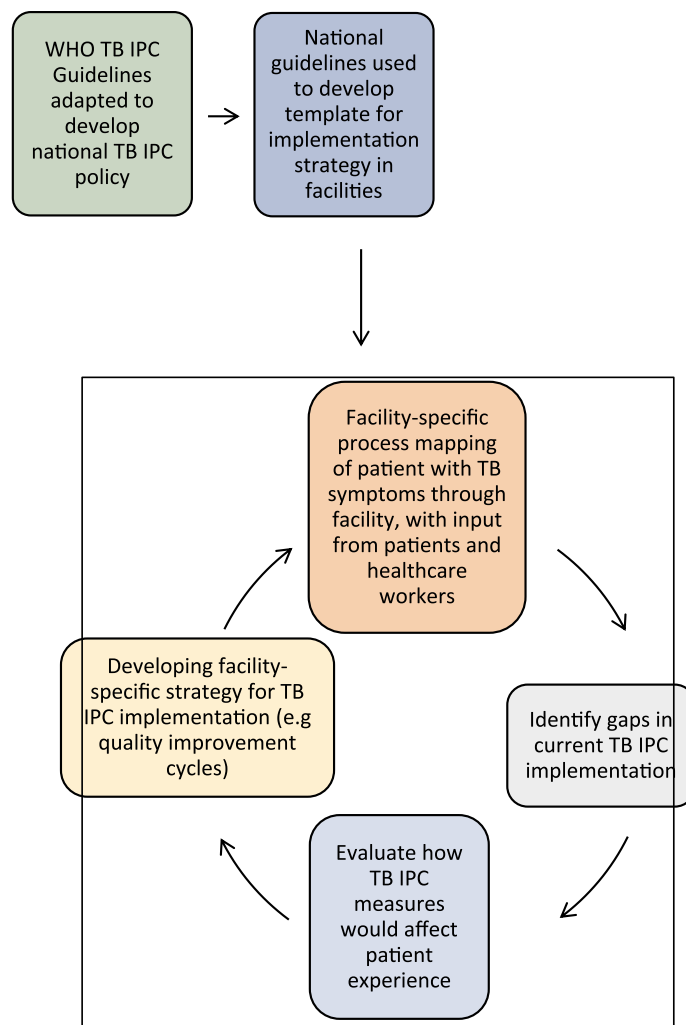 WHO TB IPC
Guidelines
adapted to
develop
national TB IPC
policy
National
guidelines used
to develop
template for
implementation
strategy in
facilities
Facility-specific
process mapping
of patient with TB
symptoms through
facility, with input
from patients and
healthcare
workers
Developing facility-
specific strategy for TB
IPC implementation (e.g
quality improvement
cycles)
Identify gaps in
current TB IPC
implementation
Evaluate how
TB IPC
measures
would affect
patient
experience